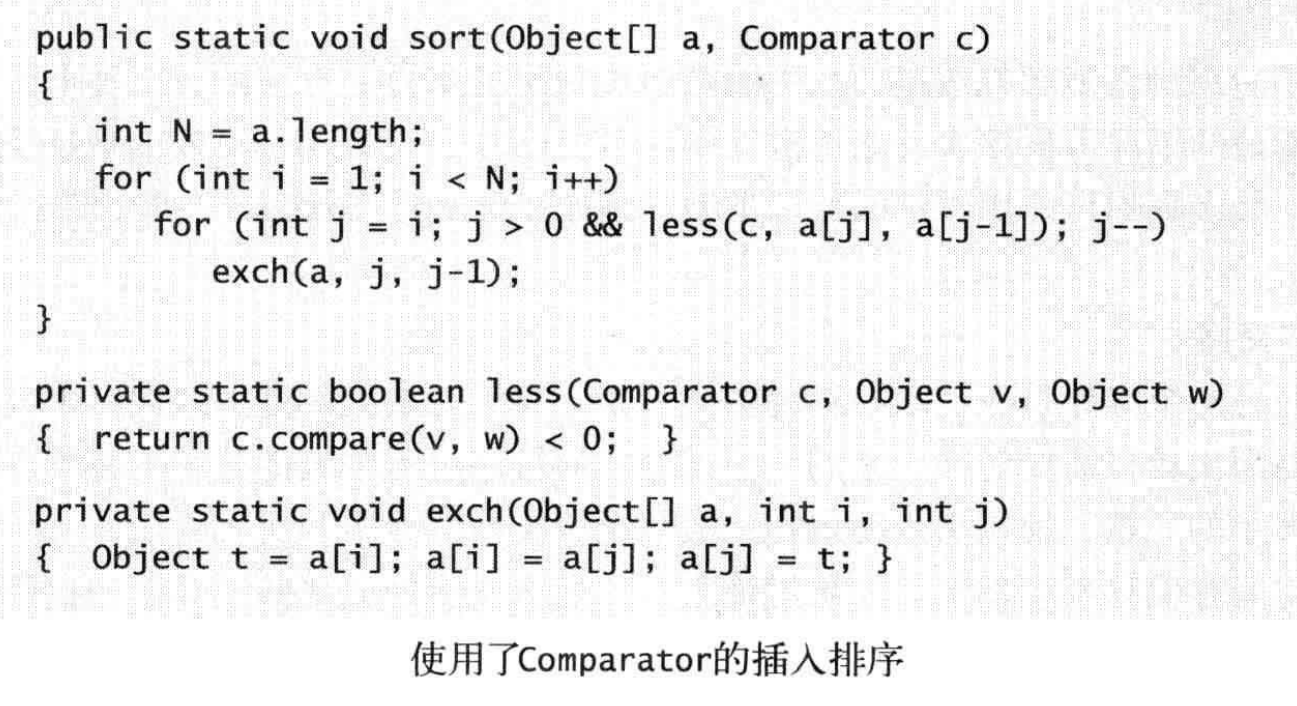 public static void sort(Object[] a, Comparator c)
{
   int N = a.length;
   for (int i = 1; i < N; i++)
      for (int j = i; j > 0 && less(c, a[j], a[j-1]); j--)
         exch(a, j, j-1);
}
private static boolean less(Comparator c, Object v, Object w)
{  return c.compare(v, w) < 0;  }
private static void exch(Object[] a, int i, int j)
{  Object t = a[i]; a[i] = a[j]; a[j] = t; }
使用了Comparator的插入排序